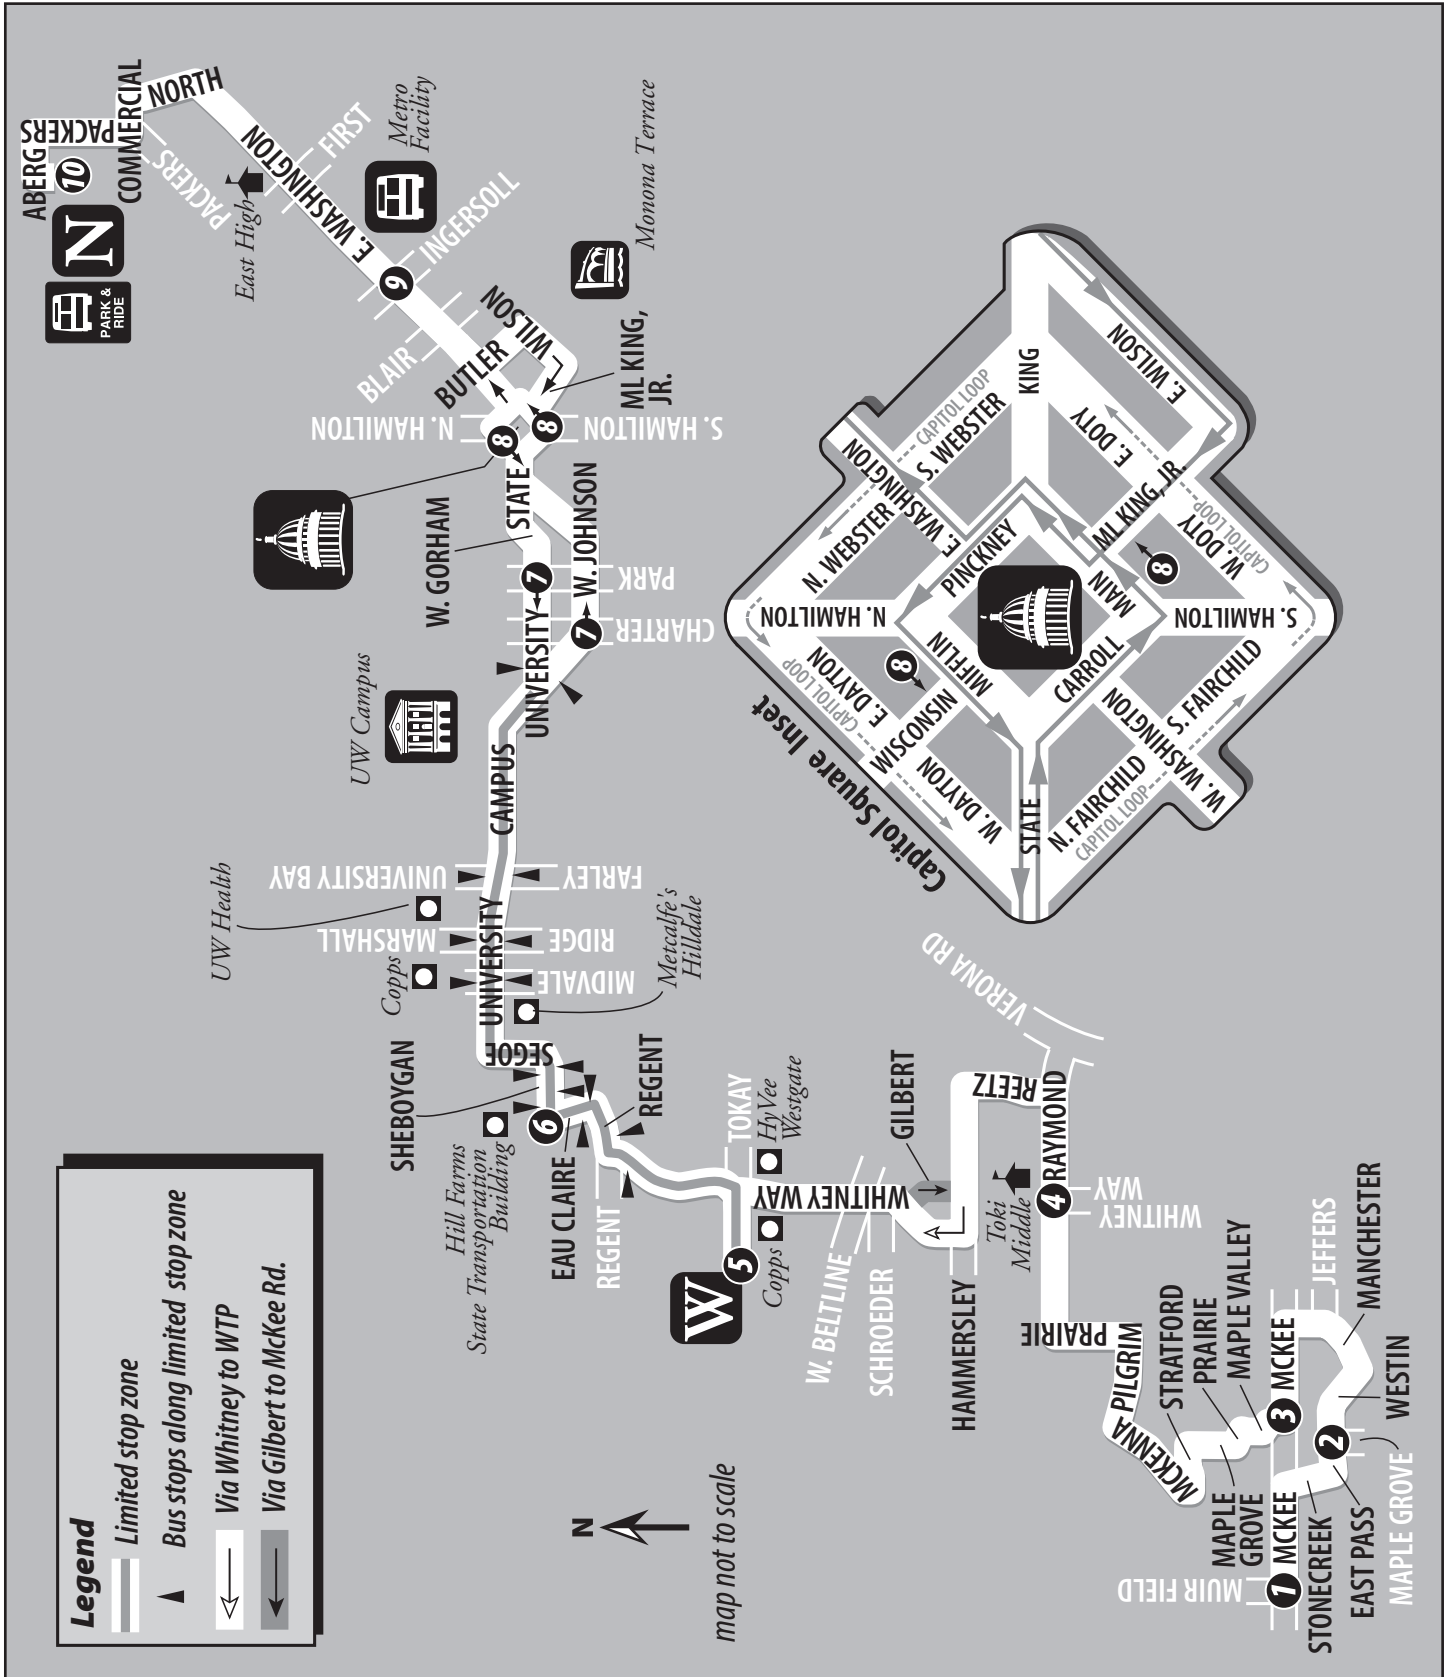 Legend
Limited stop zone
Bus stops along limited stop zone
Via Whitney to WTP
Via Gilbert to McKee Rd.
N
map not to scale
ABERG
PACKERS
COMMERCIAL
NORTH
10
N
PARK &
RIDE
PACKERS
East High
E. WASHINGTON
FIRST
Metro
Facility
9
INGERSOLL
BLAIR
BUTLER
WILSON
Monona Terrace
ML KING,
JR.
N. HAMILTON
S. HAMILTON
8
8
STATE
W. GORHAM
W. JOHNSON
7
7
PARK
CHARTER
UNIVERSITY
UW Campus
CAMPUS
UNIVERSITY BAY
FARLEY
UW Health
MARSHALL
RIDGE
UNIVERSITY
MIDVALE
Copps
Metcalfe's
Hilldale
SEGOE
SHEBOYGAN
6
Hill Farms
State Transportation
Building
EAU CLAIRE
REGENT
REGENT
TOKAY
HyVee
Westgate
5
W
Copps
WHITNEY WAY
W. BELTLINE
SCHROEDER
GILBERT
HAMMERSLEY
REETZ
VERONA RD
RAYMOND
Toki
Middle
4
WHITNEY
WAY
PRAIRIE
PILGRIM
MCKENNA
STRATFORD
PRAIRIE
MAPLE VALLEY
MAPLE
GROVE
3
MCKEE
JEFFERS
MANCHESTER
WESTIN
2
MAPLE GROVE
EAST PASS
STONECREEK
MCKEE
1
MUIR FIELD
Capitol Square Inset
KING
E. WILSON
E. DOTY
CAPITOL LOOP
S. WEBSTER
E. WASHINGTON
E. WASHINGTON
N. WEBSTER
PINCKNEY
ML KING, JR.
W. DOTY
CAPITOL LOOP
MAIN
8
N. HAMILTON
S. HAMILTON
MIFFLIN
CARROLL
8
E. DAYTON
CAPITOL LOOP
WISCONSIN
W. DAYTON
STATE
N. FAIRCHILD
CAPITOL LOOP
S. FAIRCHILD
W. WASHINGTON